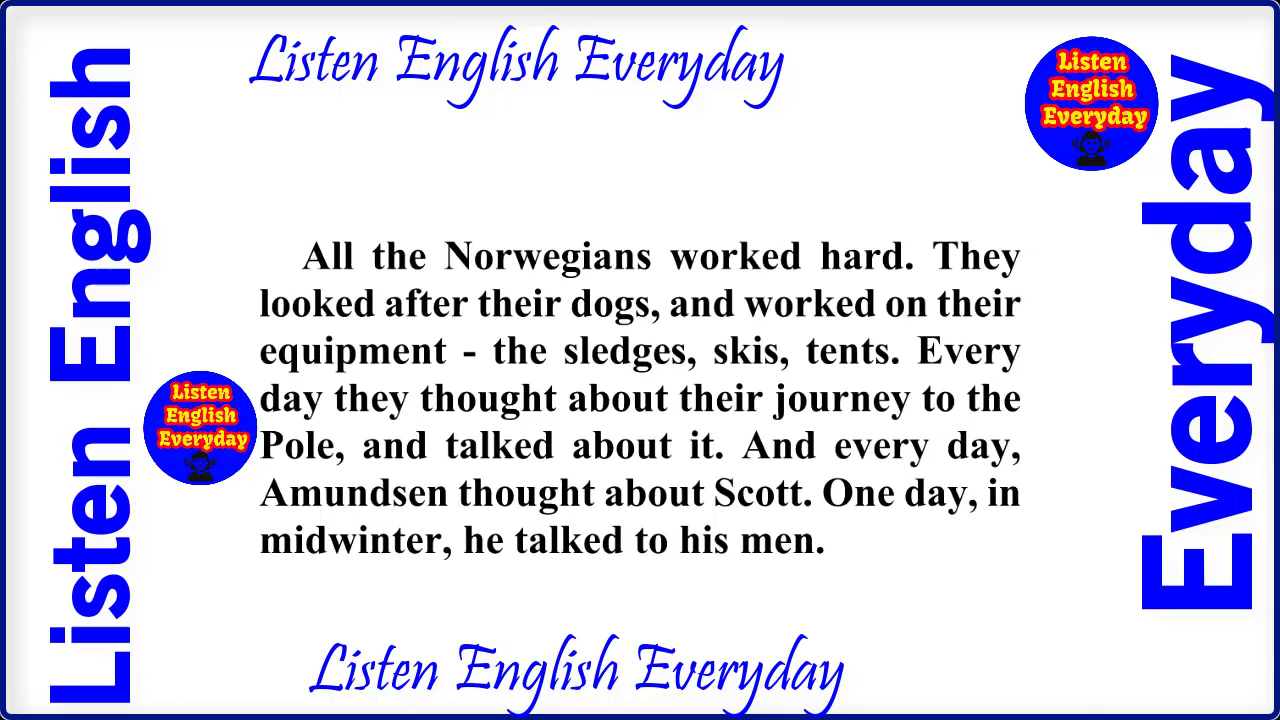 Listen English Everyday
Listen
English
Everyday
Listen English
Everyday
All the Norwegians worked hard. They
looked after their dogs, and worked on their
equipment - the sledges, skis, tents. Every
day they thought about their journey to the
Pole, and talked about it. And every day,
Amundsen thought about Scott. One day, in
midwinter, he talked to his men.
Listen
English
Everyday
Listen English Everyday